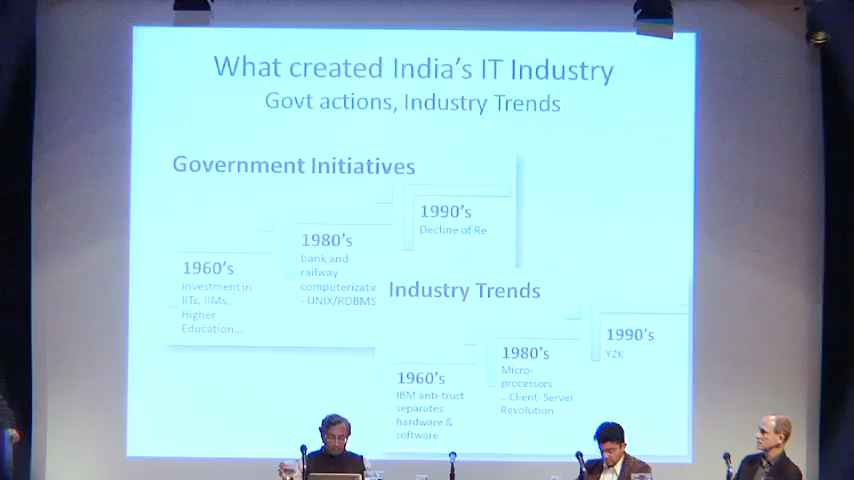 What created India's IT Industry
Govt actions, Industry Trends
Government Initiatives
1990's
Decline of Re
1980's
bank and
railway
computerizatic
- UNIX/RDBMS
1960's
investment in
IITs, IIMs,
Higher
Education...
Industry Trends
1990's
Y2K
1980's
Micro-
processors
...Client- Server
Revolution
1960's
IBM anti-trust
separates
hardware &
software